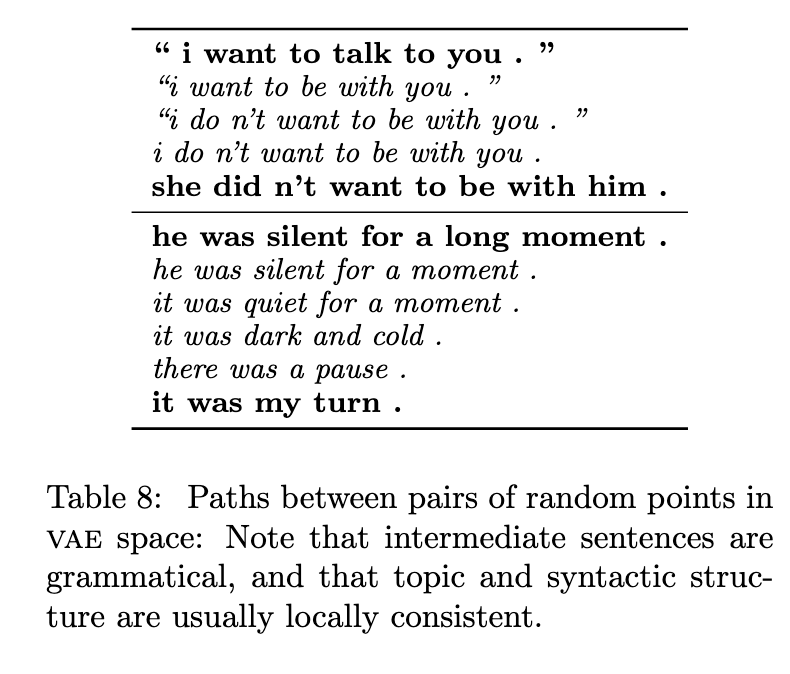 “ i want to talk to you . ”
“i want to be with you . ”
“i do n’t want to be with you . ”
i do n’t want to be with you .
she did n’t want to be with him .
he was silent for a long moment .
he was silent for a moment .
it was quiet for a moment .
it was dark and cold .
there was a pause .
it was my turn .
Table 8: Paths between pairs of random points in
VAE space: Note that intermediate sentences are
grammatical, and that topic and syntactic struc-
ture are usually locally consistent.